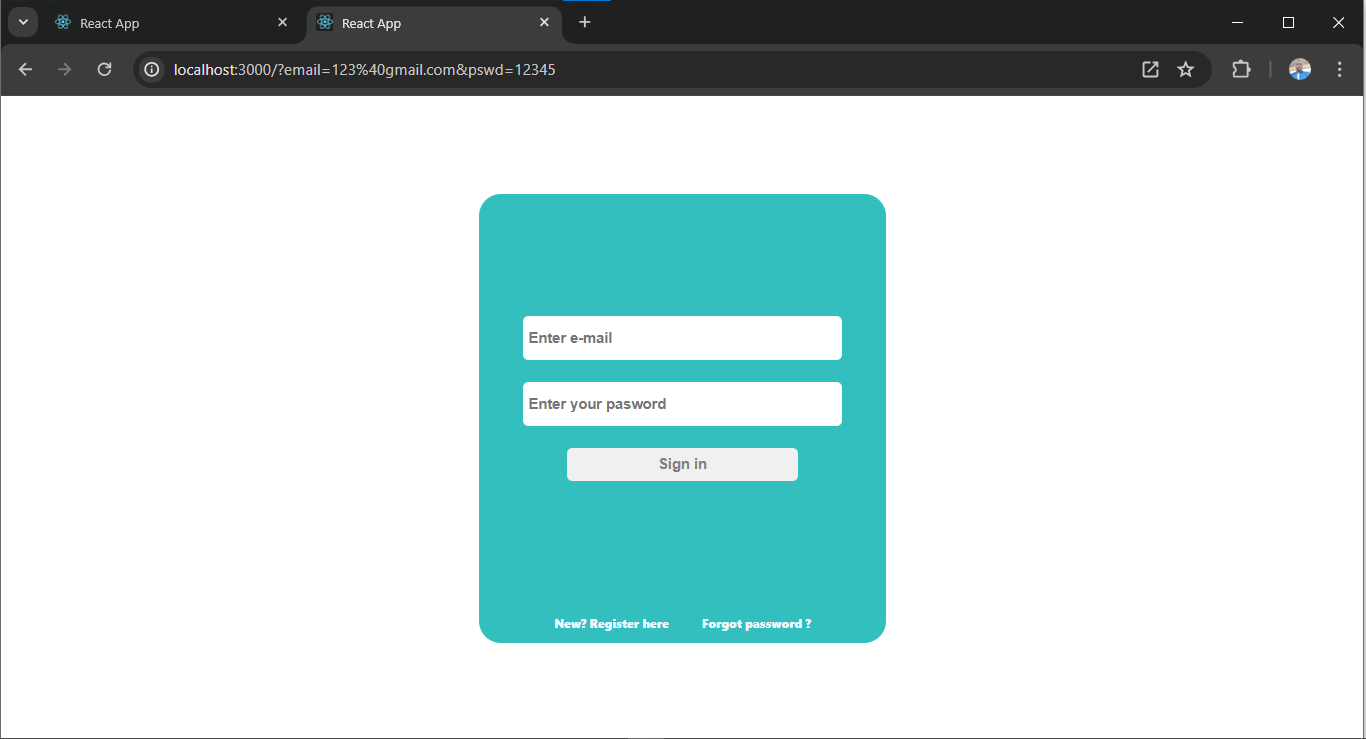 React App
React App
localhost:3000/?email=123%40gmail.com&pswd=12345
Enter e-mail
Enter your pasword
Sign in
New? Register here
Forgot password ?